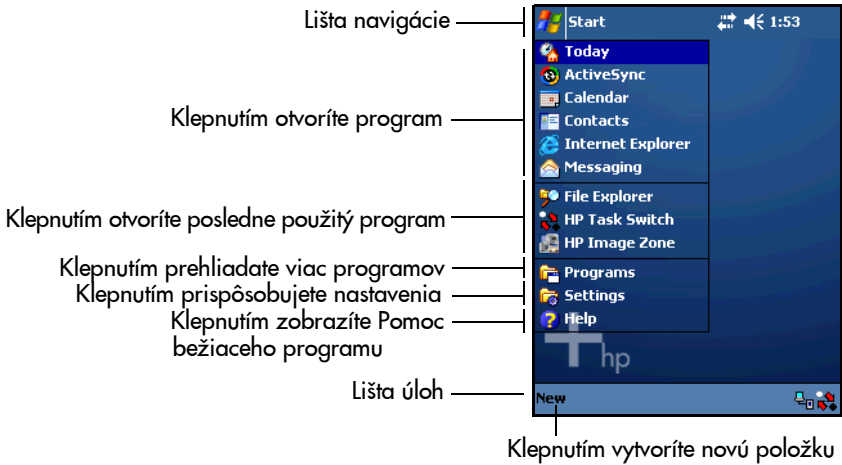 Lišta navigácie
Start 1:53
Klepnutím otvoríte program
Today
ActiveSync
Calendar
Contacts
Internet Explorer
Messaging
Klepnutím otvoríte posledne použitý program
File Explorer
HP Task Switch
HP Image Zone
Klepnutím prehliadate viac programov
Programs
Klepnutím prispôsobujete nastavenia
Settings
Klepnutím zobrazíte Pomoc
bežiaceho programu
Help
hp
Lišta úloh
New
Klepnutím vytvoríte novú položku